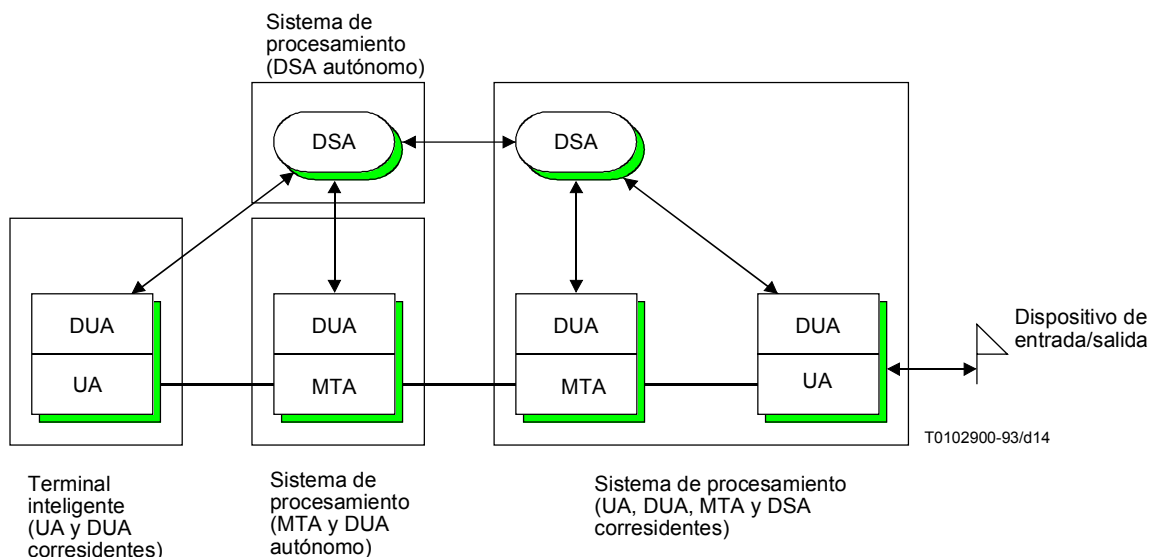 Sistema de
procesamiento
(DSA autónomo)
DSA
DSA
DUA
UA
DUA
MTA
DUA
MTA
DUA
UA
Dispositivo de
entrada/salida
T0102900-93/d14
Terminal
inteligente
(UA y DUA
corresidentes)
Sistema de
procesamiento
(MTA y DUA
autónomo)
Sistema de procesamiento
(UA, DUA, MTA y DSA
corresidentes)